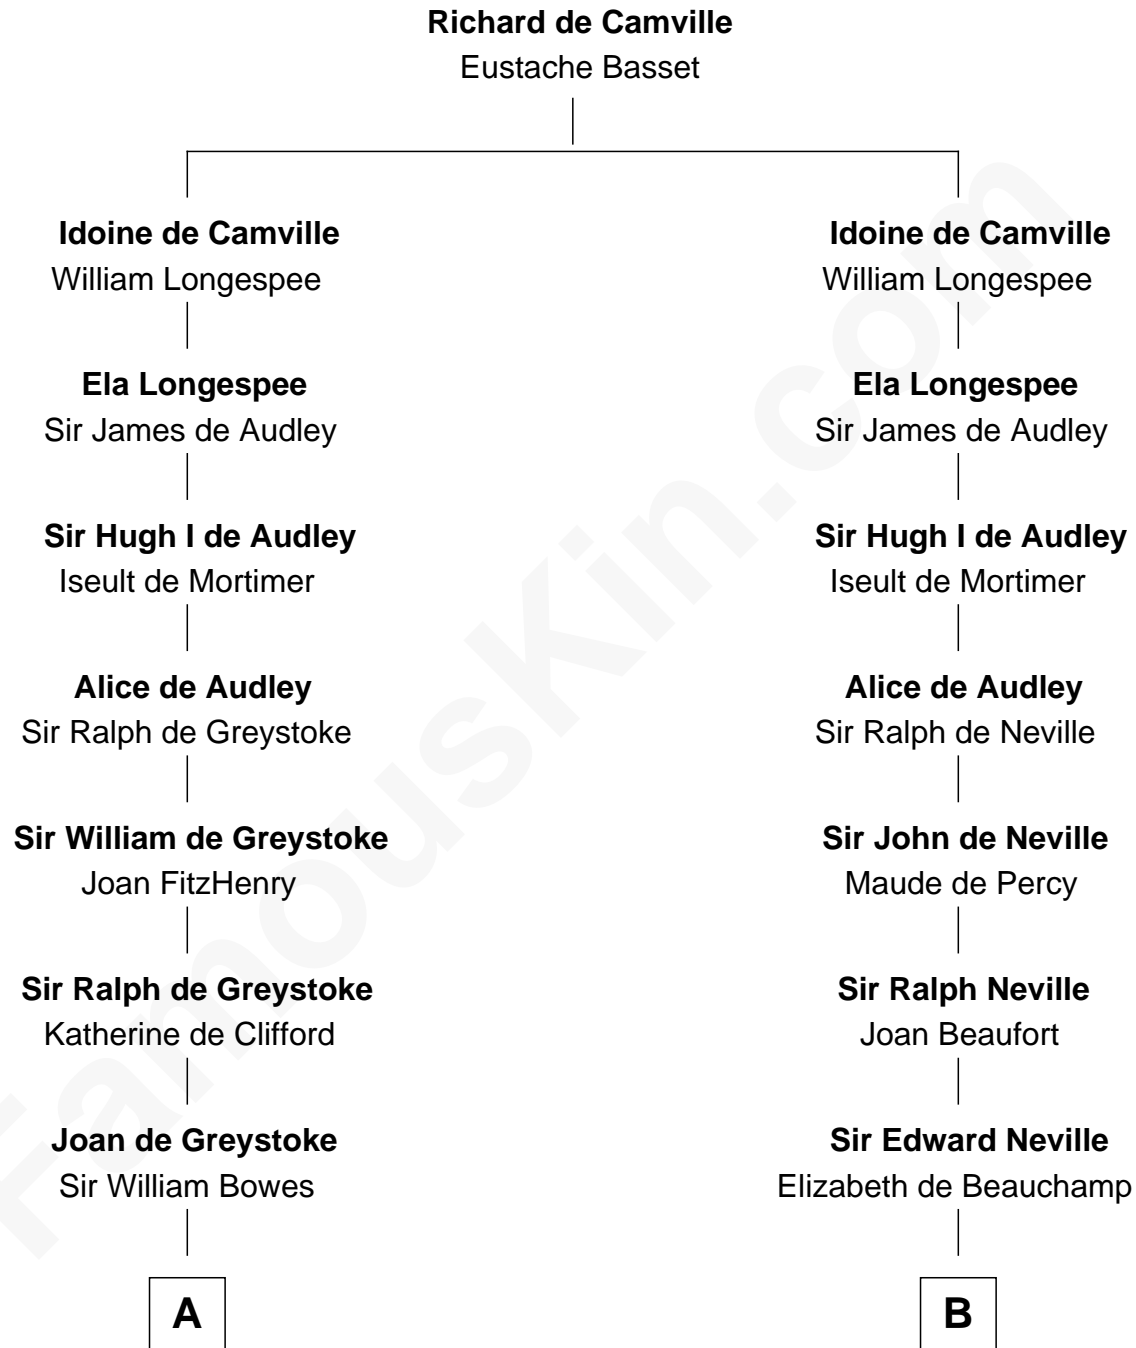 Richard de Camville
Eustache Basset
Idoine de Camville
William Longespee
Ela Longespee
Sir James de Audley
Sir Hugh I de Audley
Iseult de Mortimer
Alice de Audley
Sir Ralph de Greystoke
Sir William de Greystoke
Joan FitzHenry
Sir Ralph de Greystoke
Katherine de Clifford
Joan de Greystoke
Sir William Bowes
A
Idoine de Camville
William Longespee
Ela Longespee
Sir James de Audley
Sir Hugh I de Audley
Iseult de Mortimer
Alice de Audley
Sir Ralph de Neville
Sir John de Neville
Maude de Percy
Sir Ralph Neville
Joan Beaufort
Sir Edward Neville
Elizabeth de Beauchamp
B
FamousKin.com